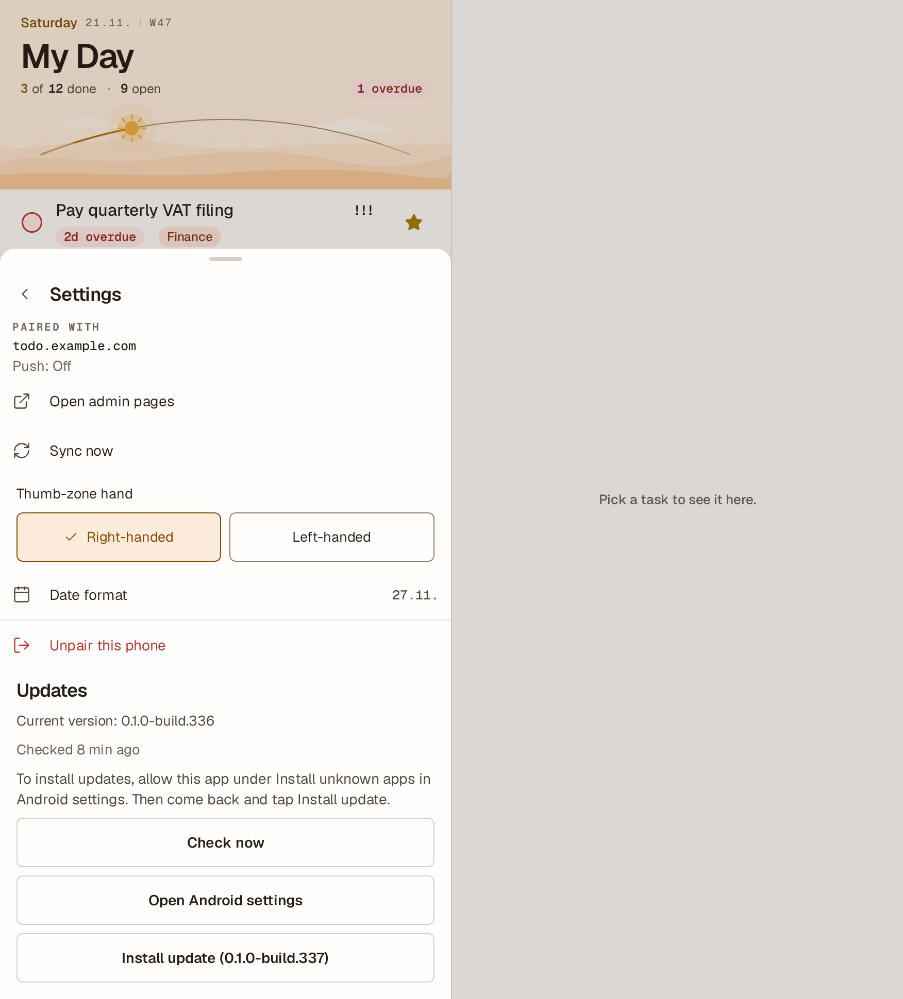 Saturday 21.11. | W47
My Day
3 of 12 done · 9 open
1 overdue
Pay quarterly VAT filing
!!!
2d overdue
Finance
Settings
PAIRED WITH
todo.example.com
Push: Off
Open admin pages
Sync now
Thumb-zone hand
Right-handed
Left-handed
Date format
27.11.
Unpair this phone
Updates
Current version: 0.1.0-build.336
Checked 8 min ago
To install updates, allow this app under Install unknown apps in
Android settings. Then come back and tap Install update.
Check now
Open Android settings
Install update (0.1.0-build.337)
Pick a task to see it here.